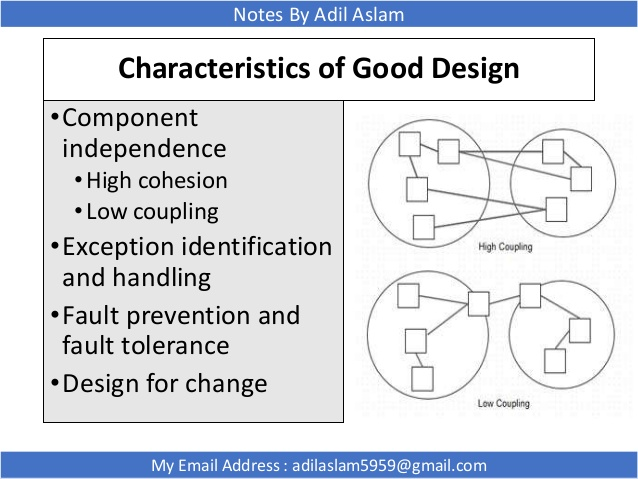 Notes By Adil Aslam
Characteristics of Good Design
•Component
independence
•High cohesion
•Low coupling
•Exception identification
and handling
•Fault prevention and
fault tolerance
•Design for change
High Coupling
Low Coupling
My Email Address : adilaslam5959@gmail.com